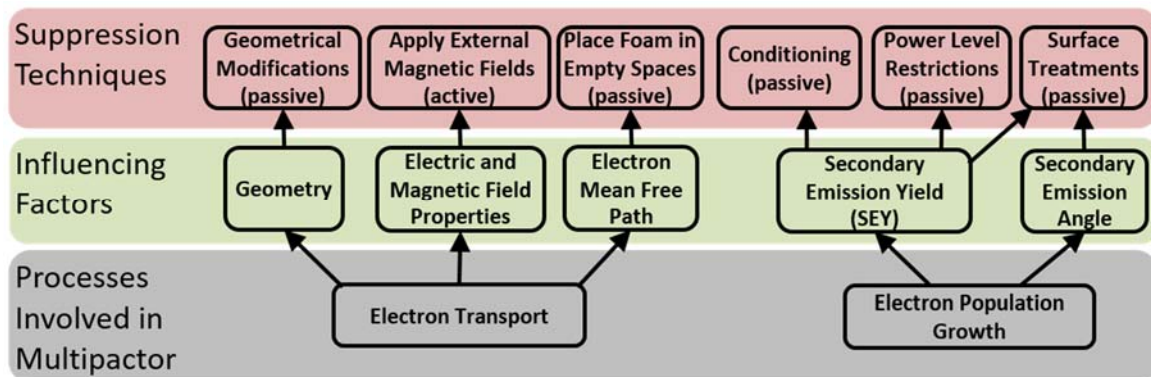 Suppression
Techniques
Geometrical
Modifications
(passive)
Apply External
Magnetic Fields
(active)
Place Foam in
Empty Spaces
(passive)
Conditioning
(passive)
Power Level
Restrictions
(passive)
Surface
Treatments
(passive)
Influencing
Factors
Geometry
Electric and
Magnetic Field
Properties
Electron
Mean Free
Path
Secondary
Emission Yield
(SEY)
Secondary
Emission
Angle
Processes
Involved in
Multipactor
Electron Transport
Electron Population
Growth